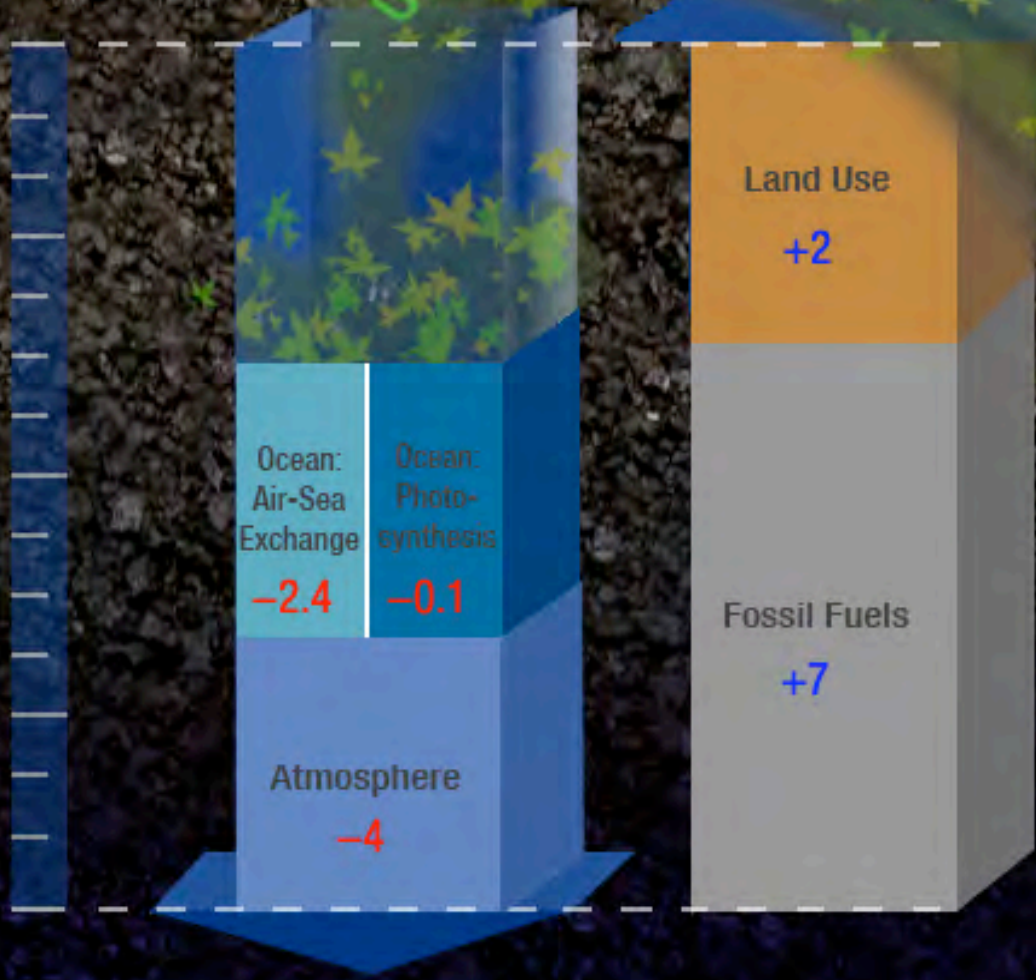 Land Use
+2
Ocean:
Air-Sea
Exchange
–2.4
Ocean:
Photo-
synthesis
–0.1
Fossil Fuels
+7
Atmosphere
–4